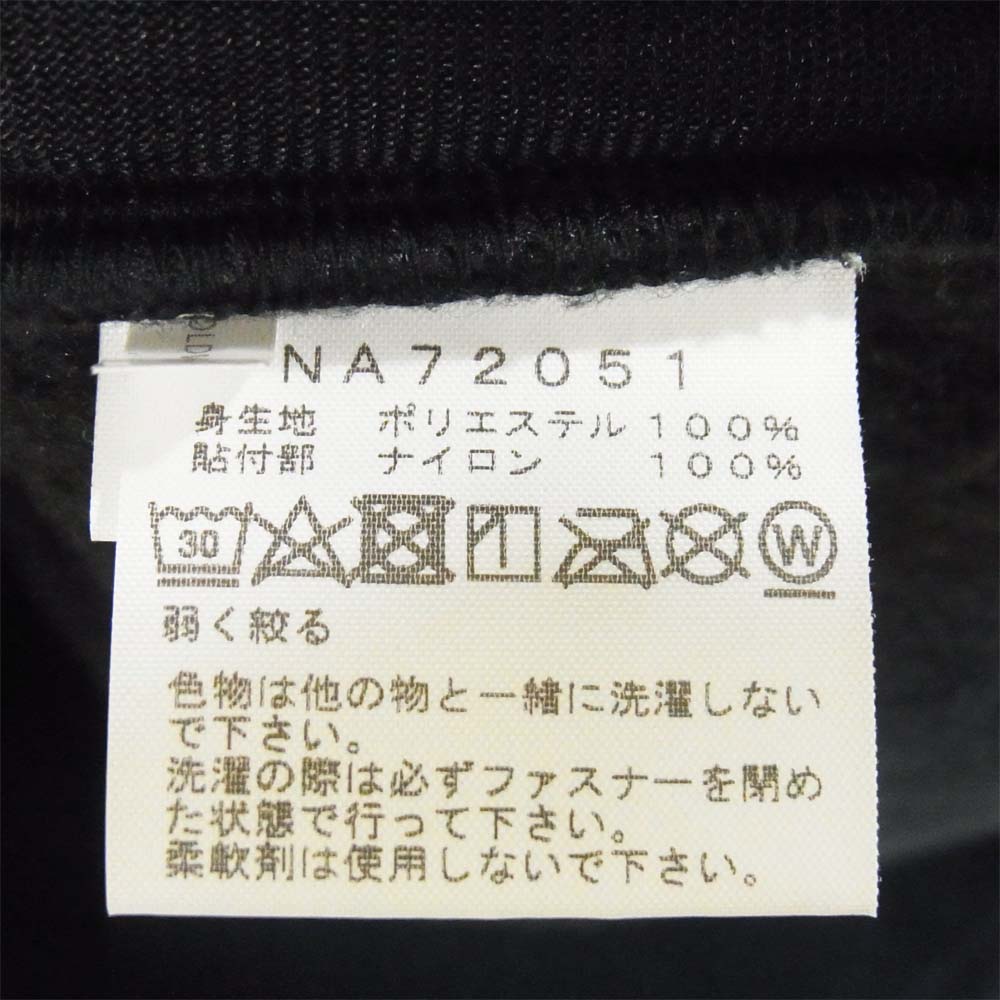 NA72051
身生地 ポリエステル 100%
貼付部 ナイロン 100%
30 W
弱く絞る
色物は他の物と一緒に洗濯しない
で下さい。
洗濯の際は必ずファスナーを閉め
た状態で行って下さい。
柔軟剤は使用しないで下さい。